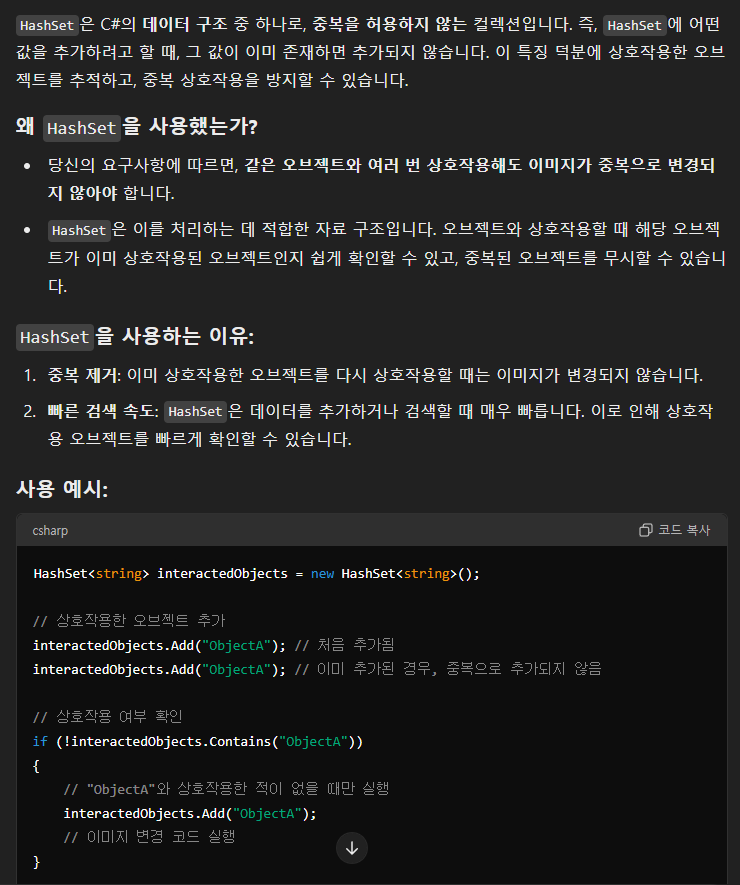 HashSet은 C#의 데이터 구조 중 하나로, 중복을 허용하지 않는 컬렉션입니다. 즉, HashSet에 어떤
값을 추가하려고 할 때, 그 값이 이미 존재하면 추가되지 않습니다. 이 특징 덕분에 상호작용한 오브
젝트를 추적하고, 중복 상호작용을 방지할 수 있습니다.
왜 HashSet을 사용했는가?
• 당신의 요구사항에 따르면, 같은 오브젝트와 여러 번 상호작용해도 이미지가 중복으로 변경되
지 않아야 합니다.
• HashSet은 이를 처리하는 데 적합한 자료 구조입니다. 오브젝트와 상호작용할 때 해당 오브젝
트가 이미 상호작용된 오브젝트인지 쉽게 확인할 수 있고, 중복된 오브젝트를 무시할 수 있습니
다.
HashSet을 사용하는 이유:
1. 중복 제거: 이미 상호작용한 오브젝트를 다시 상호작용할 때는 이미지가 변경되지 않습니다.
2. 빠른 검색 속도: HashSet은 데이터를 추가하거나 검색할 때 매우 빠릅니다. 이로 인해 상호작
용 오브젝트를 빠르게 확인할 수 있습니다.
사용 예시:
csharp 코드 복사
HashSet<string> interactedObjects = new HashSet<string>();
// 상호작용한 오브젝트 추가
interactedObjects.Add("ObjectA"); // 처음 추가됨
interactedObjects.Add("ObjectA"); // 이미 추가된 경우, 중복으로 추가되지 않음
// 상호작용 여부 확인
if (!interactedObjects.Contains("ObjectA"))
{
// "ObjectA"와 상호작용한 적이 없을 때만 실행
interactedObjects.Add("ObjectA");
// 이미지 변경 코드 실행
}